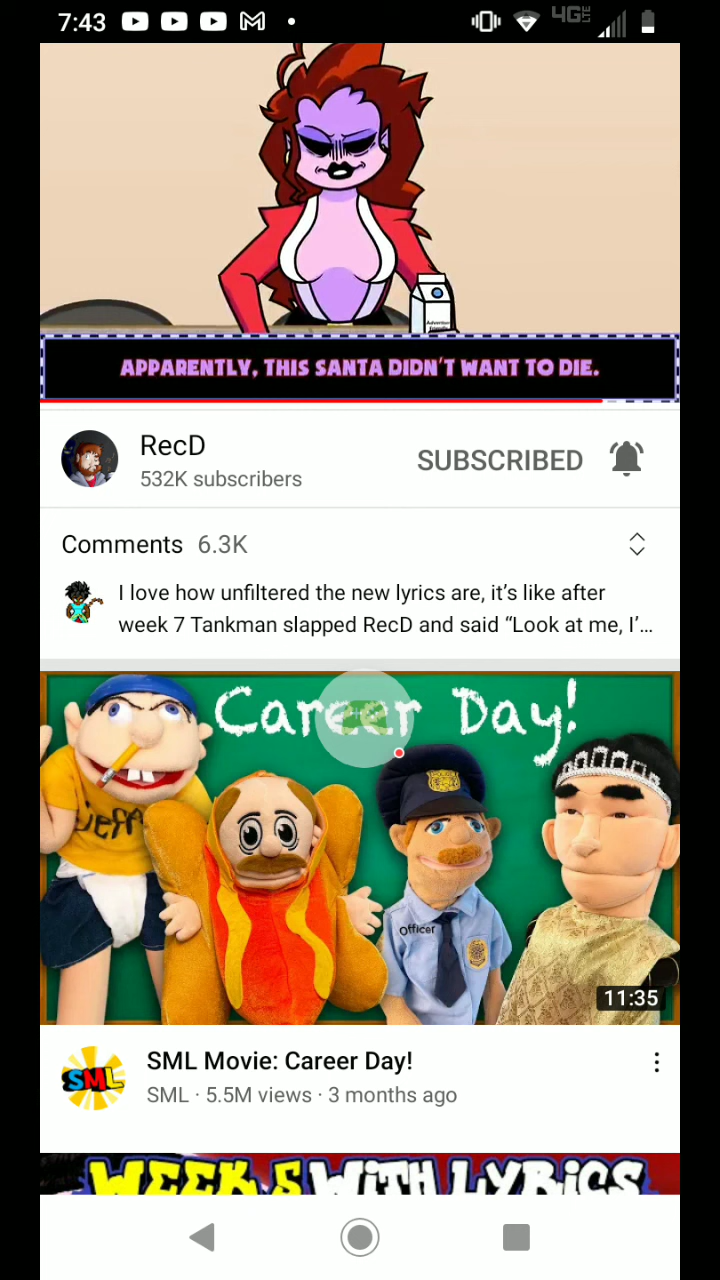 7:43
4G LTE
Advertise
APPARENTLY, THIS SANTA DIDN'T WANT TO DIE.
RecD
532K subscribers
SUBSCRIBED
Comments 6.3K
I love how unfiltered the new lyrics are, it's like after
week 7 Tankman slapped RecD and said “Look at me, I'...
Career Day!
Jeff
Officer
11:35
SML
SML Movie: Career Day!
SML · 5.5M views · 3 months ago
WEEK 5 WITH LYRICS